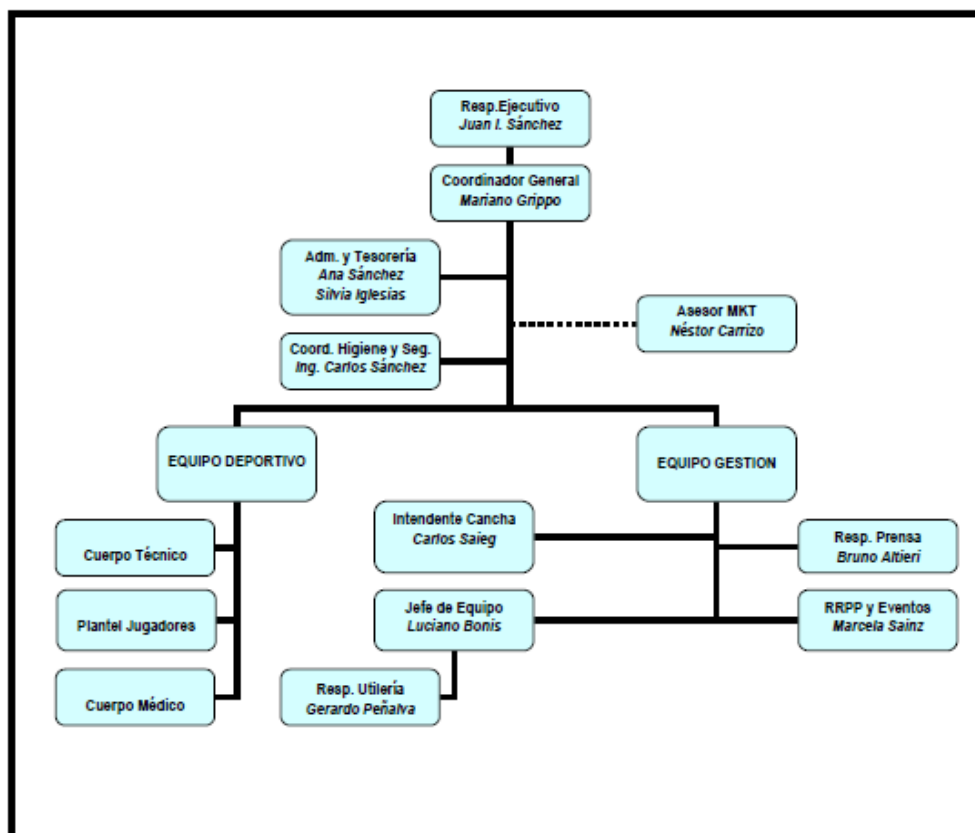 Resp.Ejecutivo
Juan I. Sánchez
Coordinador General
Mariano Grippo
Adm. y Tesorería
Ana Sánchez
Silvia Iglesias
Asesor MKT
Néstor Carrizo
Coord. Higiene y Seg.
Ing. Carlos Sánchez
EQUIPO DEPORTIVO
EQUIPO GESTION
Intendente Cancha
Carlos Saieg
Cuerpo Técnico
Resp. Prensa
Bruno Altieri
Plantel Jugadores
Jefe de Equipo
Luciano Bonis
RRPP y Eventos
Marcela Sainz
Cuerpo Médico
Resp. Utilería
Gerardo Peñalva